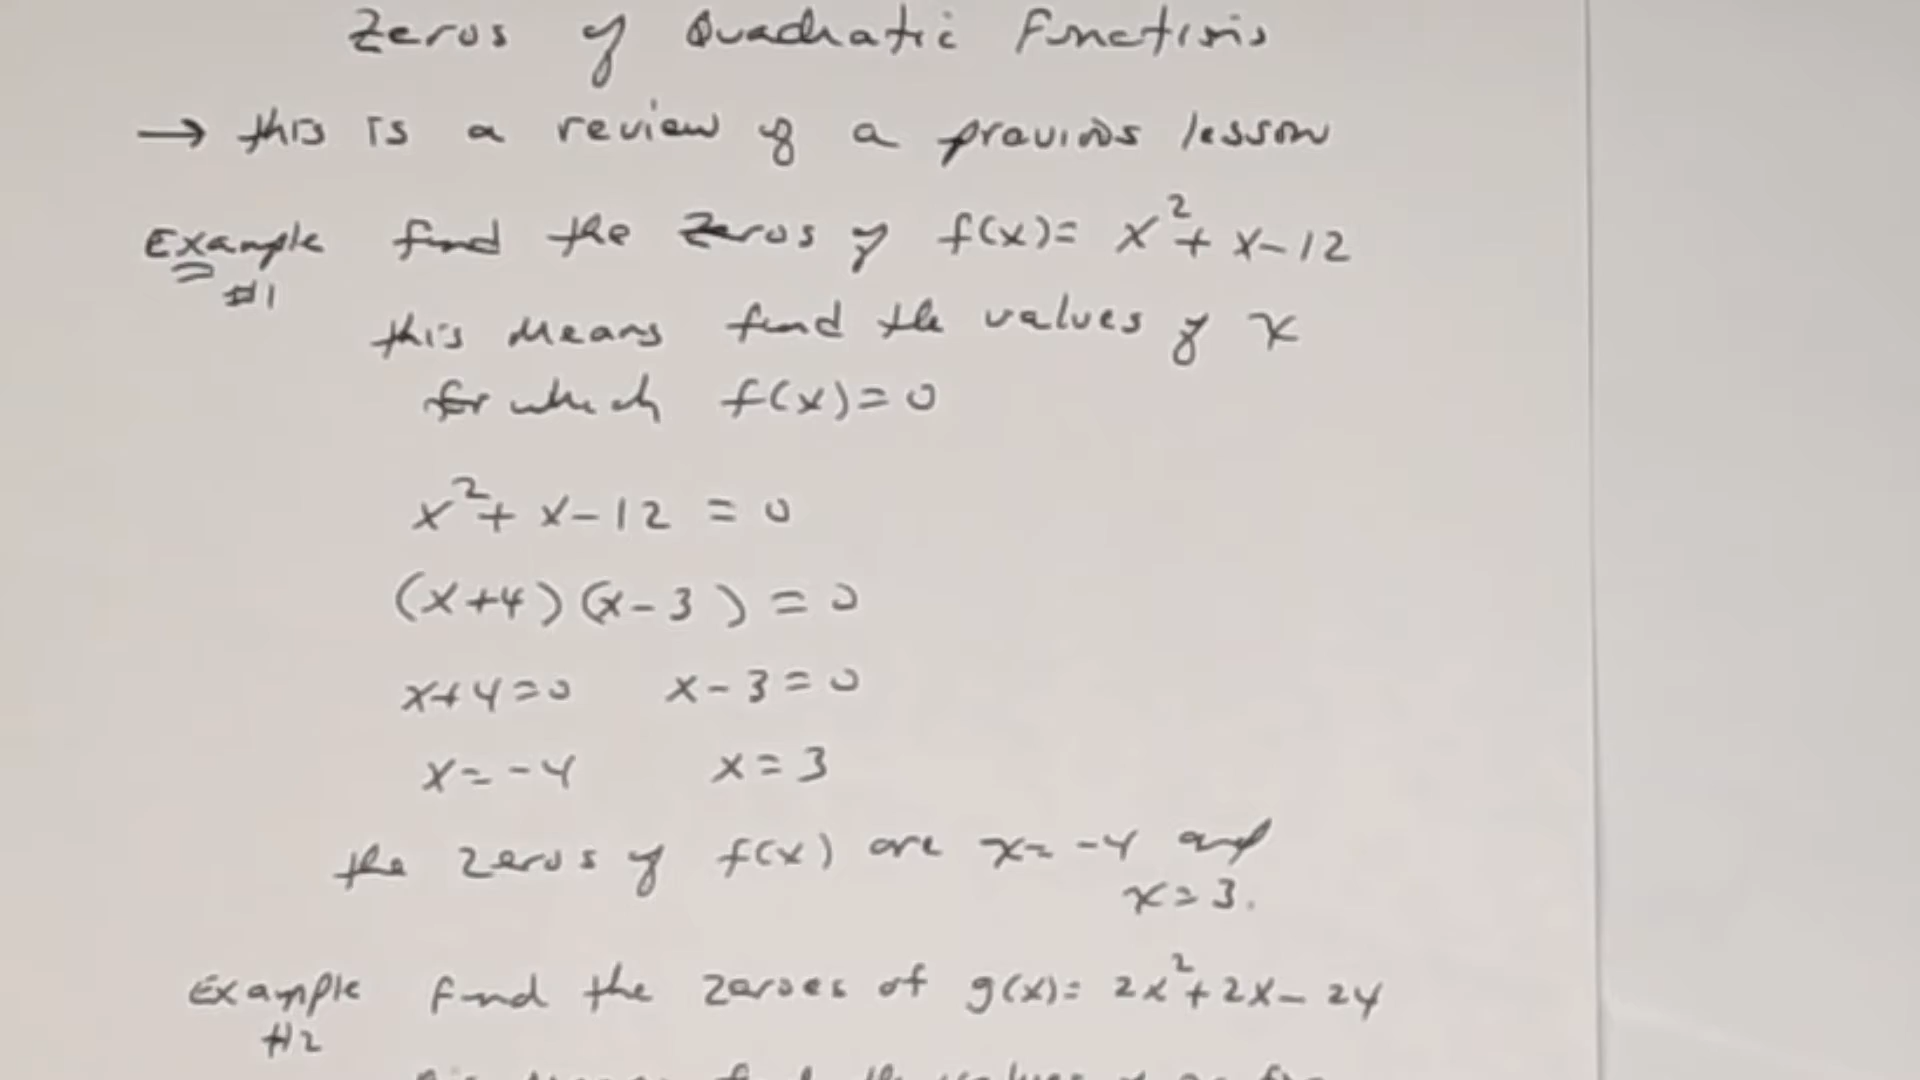 Zeros of Quadratic Functions
→ this is a review of a previous lesson
Example #1 find the zeros of f(x) = x² + x - 12
this means find the values of x
for which f(x) = 0
x² + x - 12 = 0
(x+4)(x-3) = 0
x+4=0 x-3=0
x=-4 x=3
the zeros of f(x) are x=-4 and
x=3.
Example #2 find the zeroes of g(x) = 2x² + 2x - 24